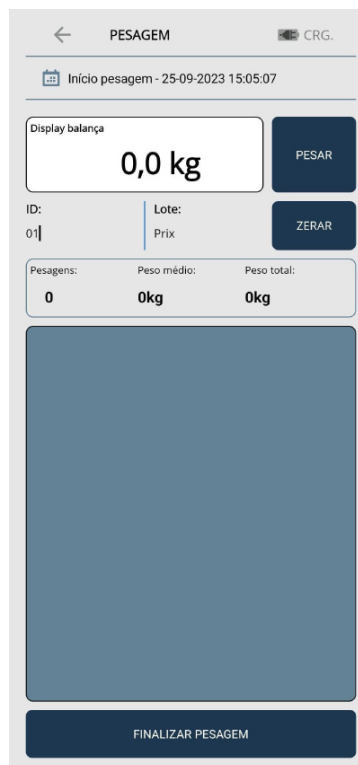 PESAGEM CRG.
Início pesagem - 25-09-2023 15:05:07
Display balança
0,0 kg
PESAR
ID: Lote:
01 Prix
ZERAR
Pesagens: Peso médio: Peso total:
0 0kg 0kg
FINALIZAR PESAGEM